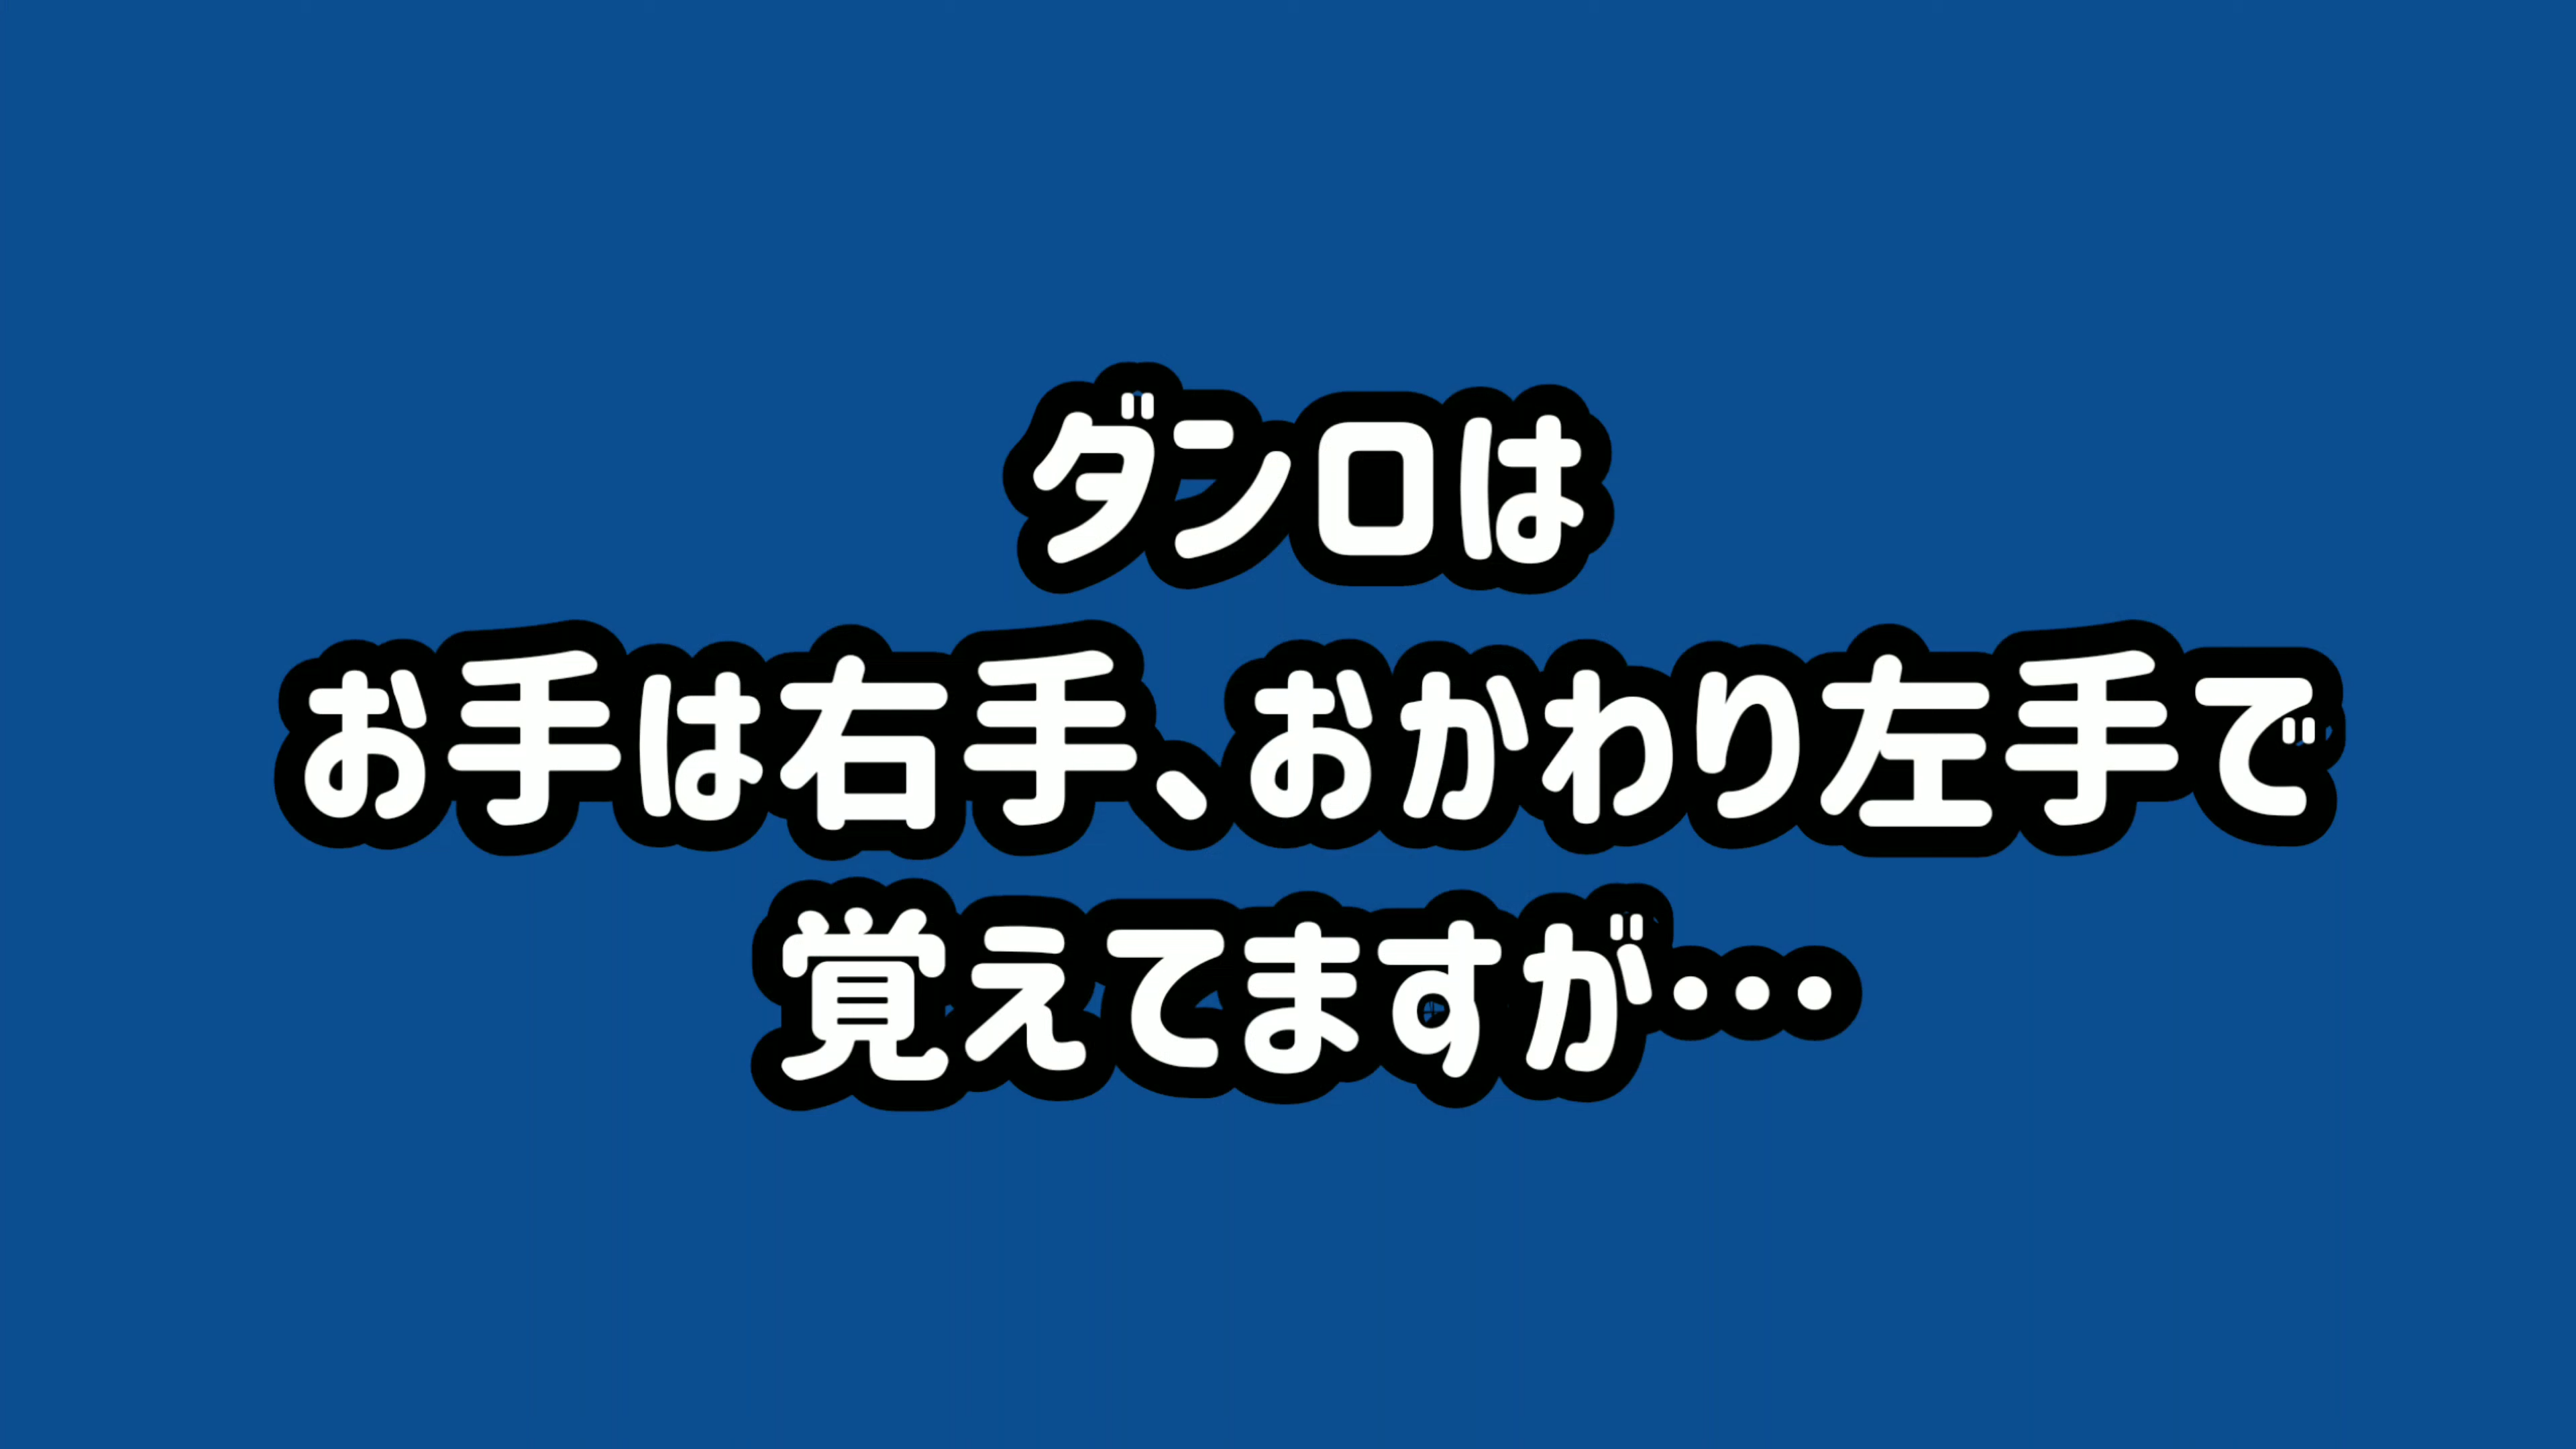 ダンロは
お手は右手、おかわり左手で
覚えてますが…